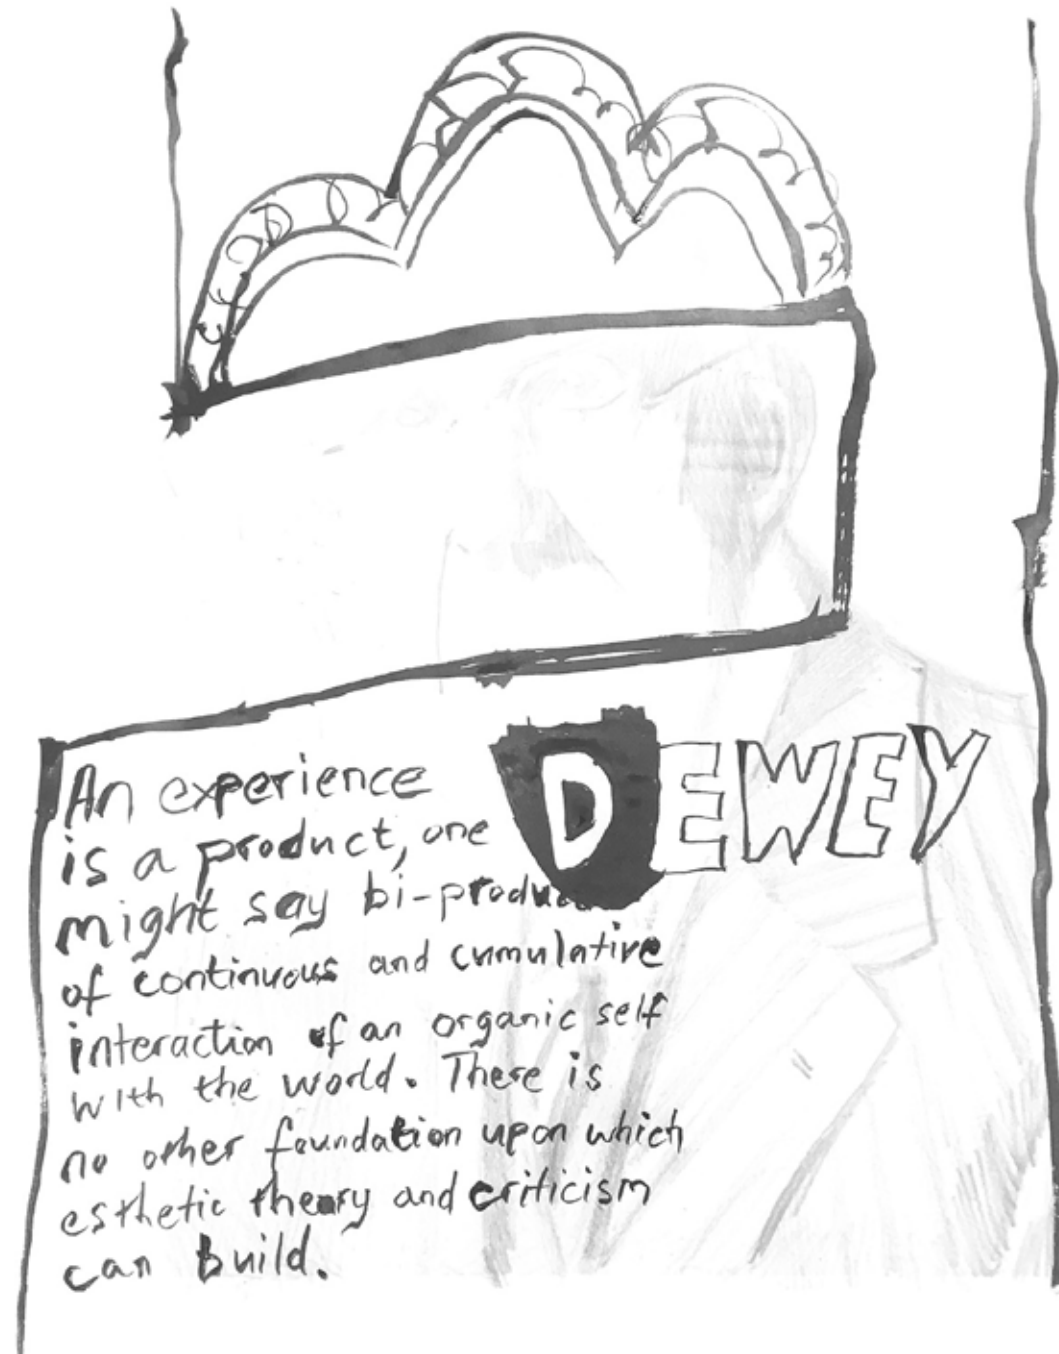 An experience
is a product, one
might say bi-produ
of continuous and cumulative
interaction of an organic self
with the world. There is
no other foundation upon which
esthetic theory and criticism
can build.
DEWEY